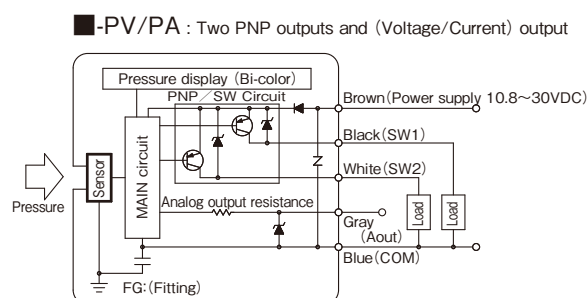 ■-PV/PA : Two PNP outputs and (Voltage/Current) output
Pressure display (Bi-color)
PNP/SW Circuit
Brown(Power supply 10.8~30VDC)
Black(SW1)
White(SW2)
MAIN circuit
Sensor
Pressure
Analog output resistance
Load
Load
Gray
(Aout)
Blue(COM)
FG:(Fitting)